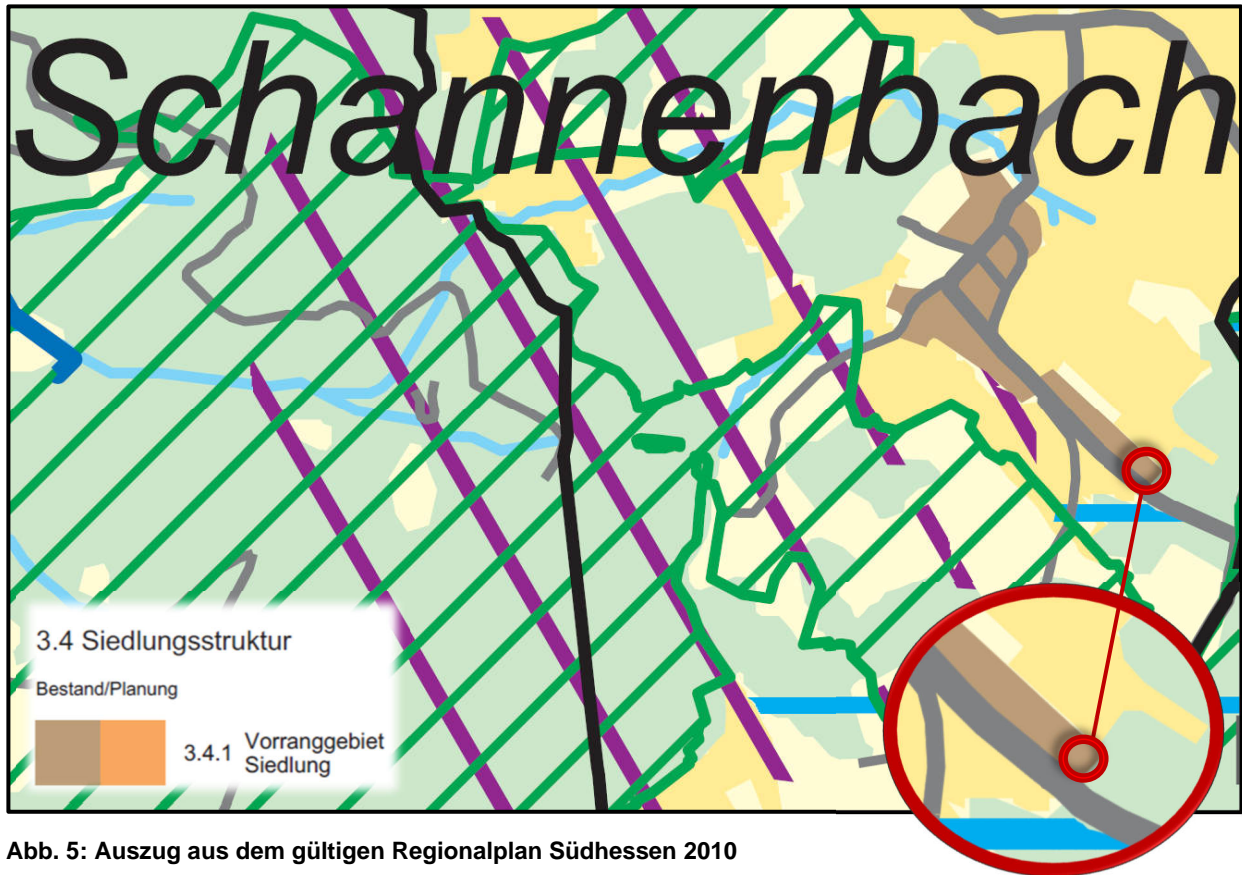 Schannenbach
3.4 Siedlungsstruktur
Bestand/Planung
3.4.1 Vorranggebiet
Siedlung
Abb. 5: Auszug aus dem gültigen Regionalplan Südhessen 2010